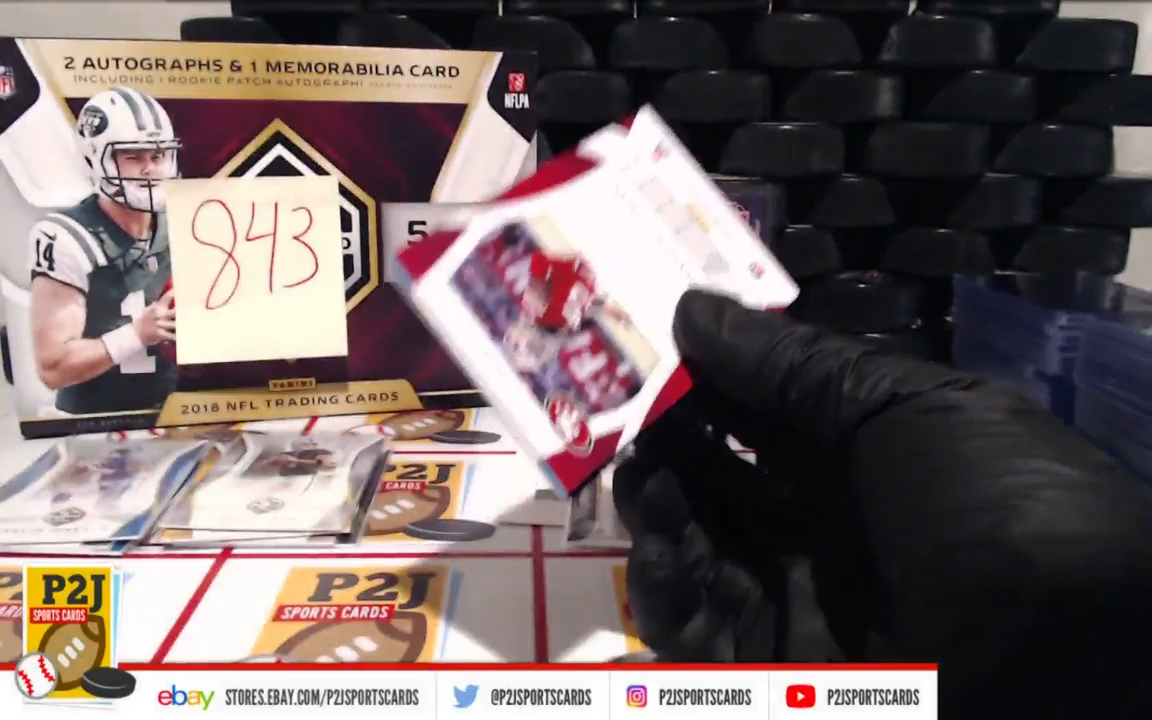 2 AUTOGRAPHS & 1 MEMORABILIA CARD
INCLUDING 1 ROOKIE PATCH AUTOGRAPH!
NFLPA
14
843
5
PANINI
2018 NFL TRADING CARDS
P2J
CARDS
P2J
SPORTS CARDS
P2J
SPORTS CARDS
ebay STORES.EBAY.COM/P2JSPORTSCARDS
@P2JSPORTSCARDS
P2JSPORTSCARDS
P2JSPORTSCARDS